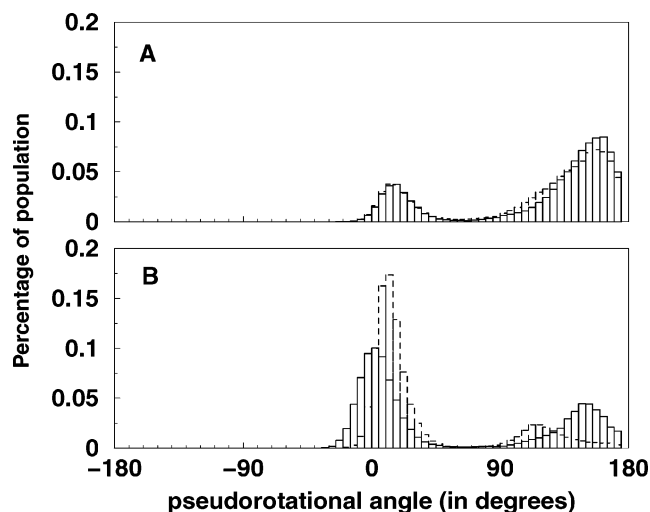 0.2
A
0.15
0.1
0.05
0
0.2
B
0.15
0.1
0.05
0
−180 −90 0 90 180
pseudorotational angle (in degrees)
Percentage of population